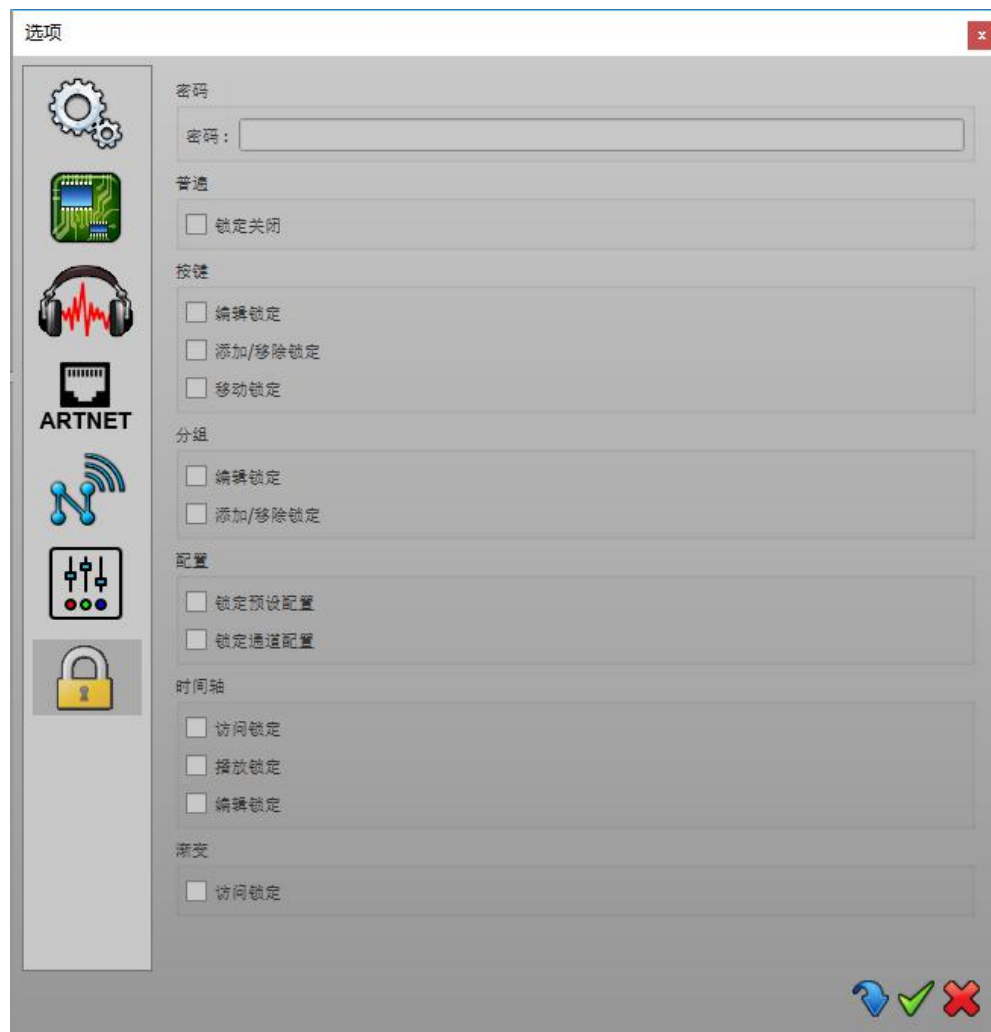 选项
x
密码
密码：
普遍
锁定关闭
按键
编辑锁定
添加/移除锁定
移动锁定
ARTNET
分组
编辑锁定
添加/移除锁定
配置
锁定预设配置
锁定通道配置
时间轴
访问锁定
播放锁定
编辑锁定
渐变
访问锁定